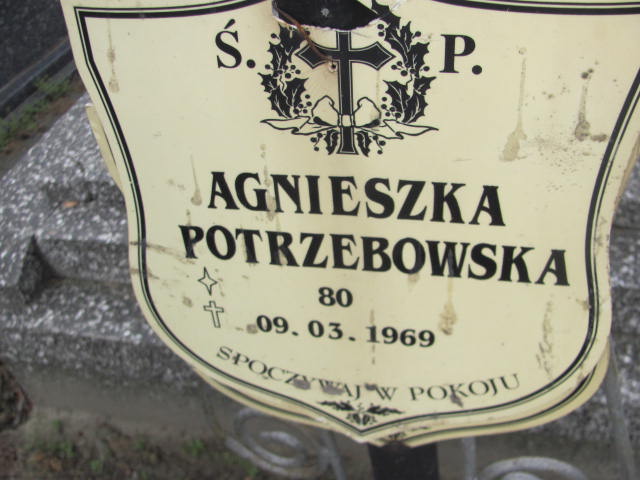 Ś. P.
AGNIESZKA
POTRZEBOWSKA
80
09.03.1969
SPOCZYWAJ W POKOJU